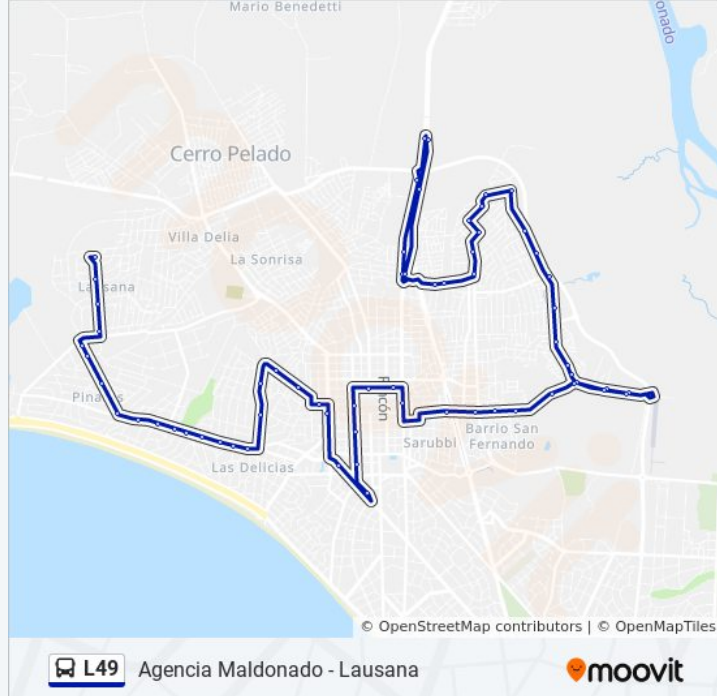 Mario Benedetti
onado
Cerro Pelado
Villa Delia
La Sonrisa
Lausana
Pinares
Rincón
Sarubbi
Barrio San
Fernando
Las Delicias
© OpenStreetMap contributors | © OpenMapTiles
L49 Agencia Maldonado - Lausana
moovit